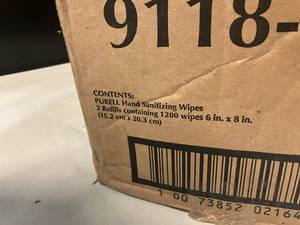 9118-
CONTENTS:
PURELL Hand Sanitizing Wipes
2 Refills containing 1200 wipes 6 in. x 8 in.
(15.2 cm x 20.3 cm)
1 00 73852 02164